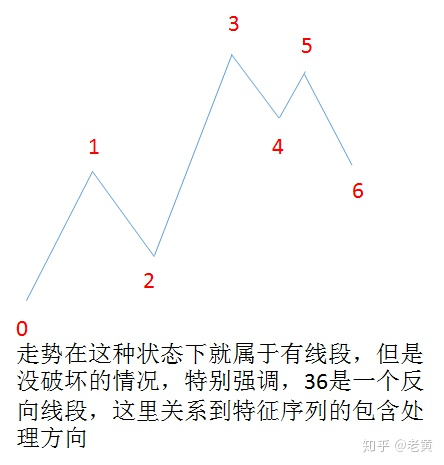 3
5
1
4
6
2
0
走势在这种状态下就属于有线段，但是
没破坏的情况，特别强调，36是一个反
向线段，这里关系到特征序列的包含处
理方向
知乎 @老黄